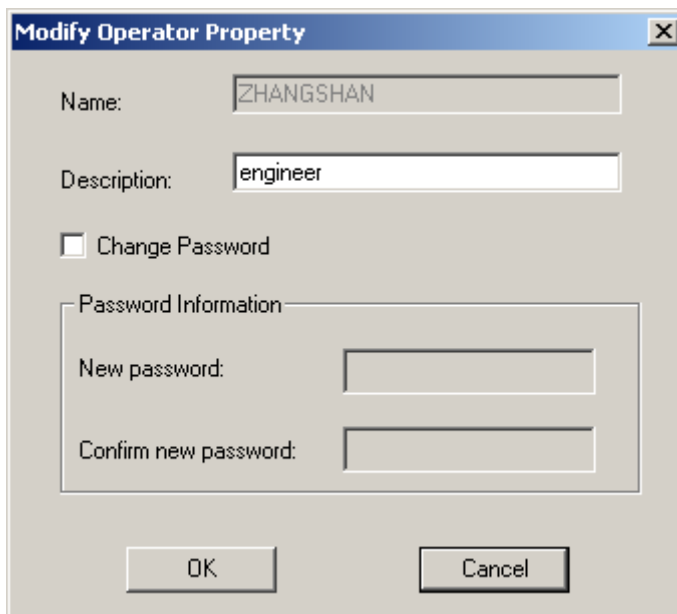 Modify Operator Property
Name: ZHANGSHAN
Description: engineer
Change Password
Password Information
New password:
Confirm new password:
OK Cancel